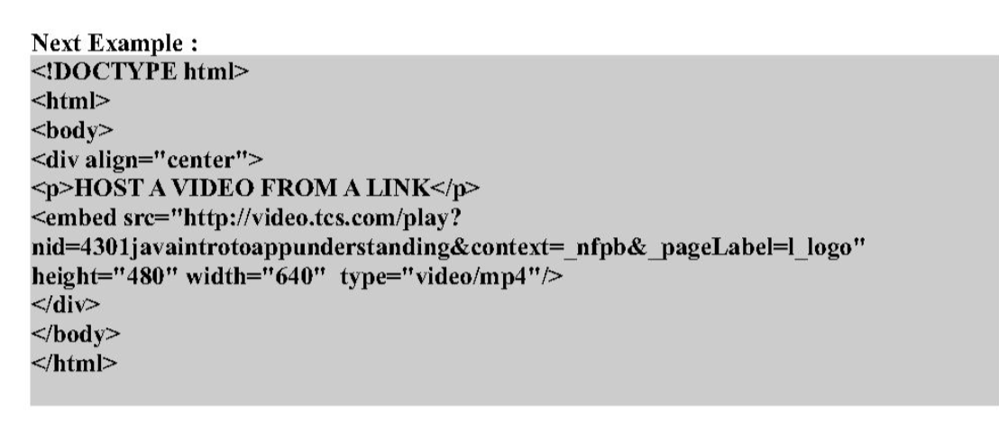 Next Example :
<!DOCTYPE html>
<html>
<body>
<div align="center">
<p>HOST A VIDEO FROM A LINK</p>
<embed src="http://video.tcs.com/play?
nid=4301javaintrotoappunderstanding&context=_nfpb&_pageLabel=l_logo"
height="480" width="640"  type="video/mp4"/>
</div>
</body>
</html>